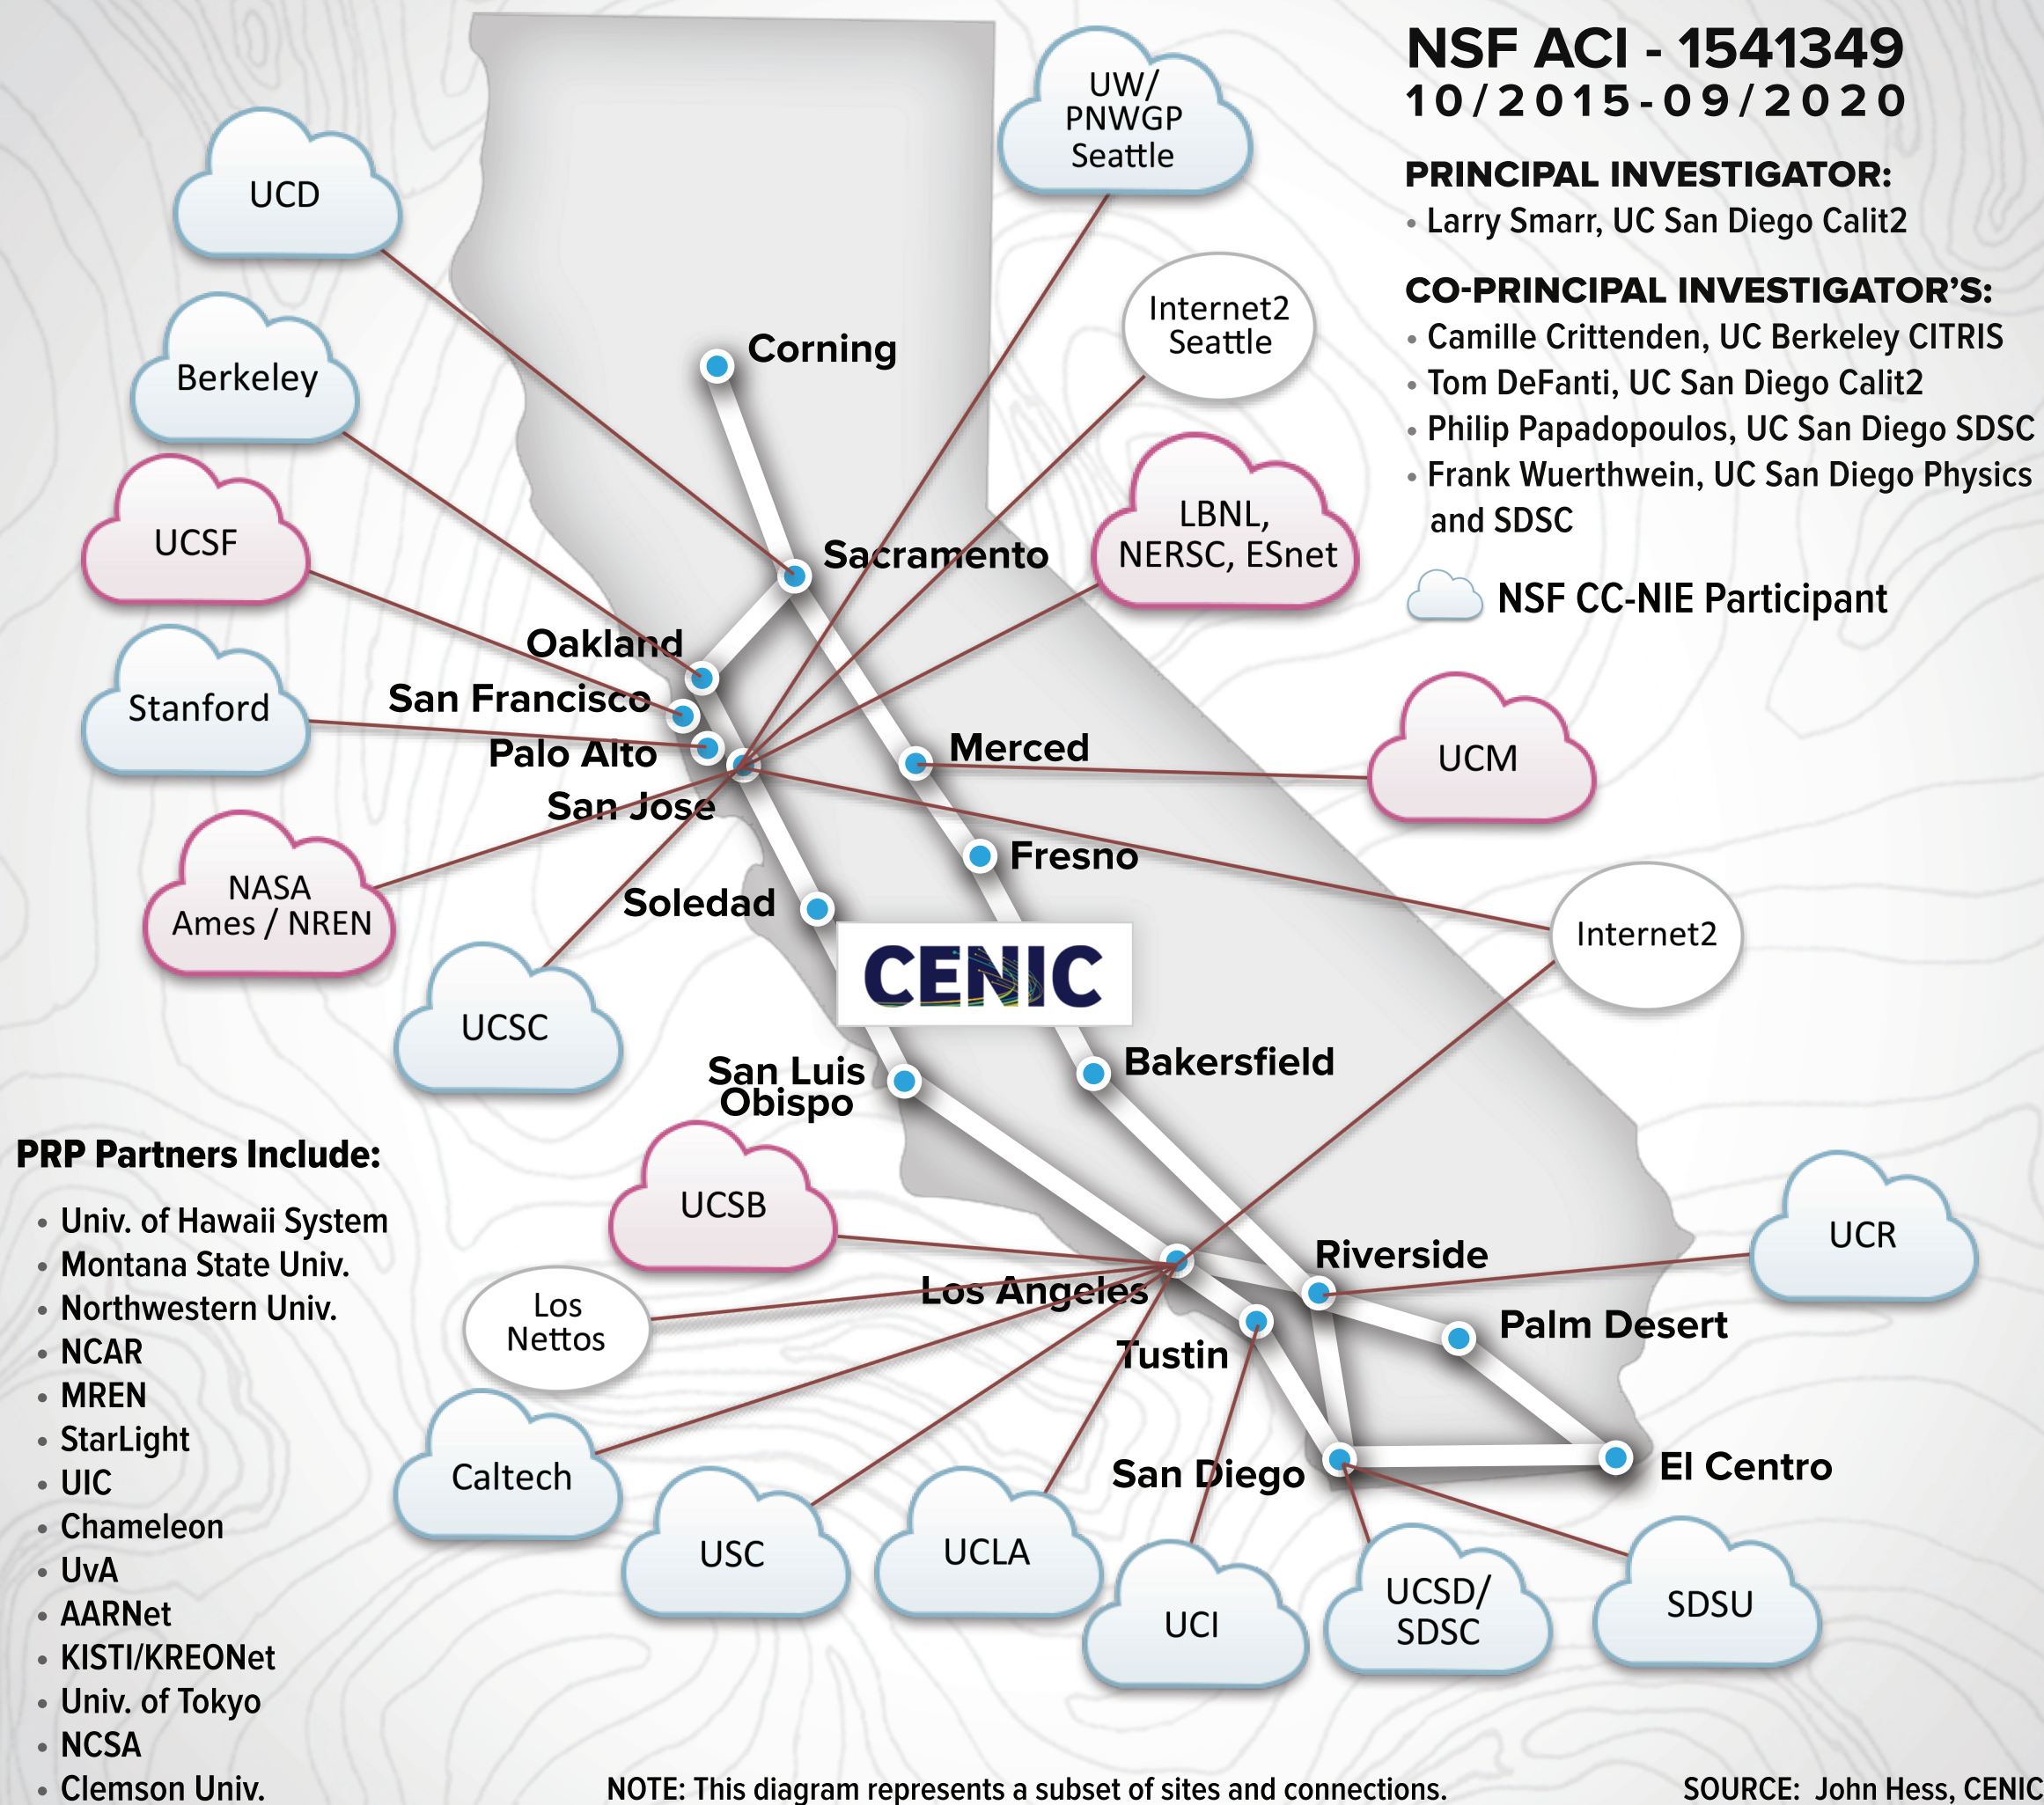 NSF ACI - 1541349
10/2015-09/2020
PRINCIPAL INVESTIGATOR:
• Larry Smarr, UC San Diego Calit2
CO-PRINCIPAL INVESTIGATOR'S:
• Camille Crittenden, UC Berkeley CITRIS
• Tom DeFanti, UC San Diego Calit2
• Philip Papadopoulos, UC San Diego SDSC
• Frank Wuerthwein, UC San Diego Physics
and SDSC
NSF CC-NIE Participant
UW/
PNWGP
Seattle
UCD
Internet2
Seattle
Corning
Berkeley
LBNL,
NERSC, ESnet
UCSF
Sacramento
Oakland
San Francisco
Stanford
Palo Alto
Merced
UCM
San Jose
Fresno
NASA
Ames / NREN
Soledad
Internet2
CENIC
UCSC
San Luis
Obispo
Bakersfield
UCSB
Riverside
UCR
Los Angeles
Los
Nettos
Palm Desert
Tustin
Caltech
San Diego
El Centro
USC
UCLA
UCI
UCSD/
SDSC
SDSU
PRP Partners Include:
• Univ. of Hawaii System
• Montana State Univ.
• Northwestern Univ.
• NCAR
• MREN
• StarLight
• UIC
• Chameleon
• UvA
• AARNet
• KISTI/KREONet
• Univ. of Tokyo
• NCSA
• Clemson Univ.
NOTE: This diagram represents a subset of sites and connections.
SOURCE: John Hess, CENIC